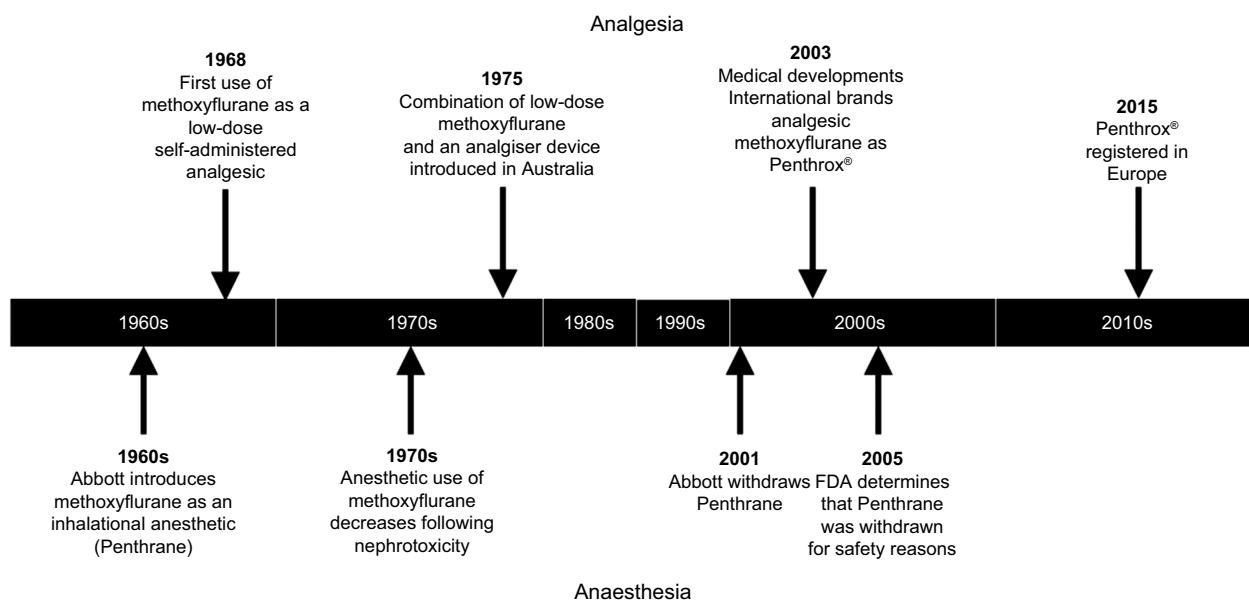 Analgesia
1968
First use of
methoxyflurane as a
low-dose
self-administered
analgesic
1975
Combination of low-dose
methoxyflurane
and an analgiser device
introduced in Australia
2003
Medical developments
International brands
analgesic
methoxyflurane as
Penthrox®
2015
Penthrox®
registered in
Europe
1960s
1970s
1980s
1990s
2000s
2010s
1960s
Abbott introduces
methoxyflurane as an
inhalational anesthetic
(Penthrane)
1970s
Anesthetic use of
methoxyflurane
decreases following
nephrotoxicity
2001
Abbott withdraws
Penthrane
2005
FDA determines
that Penthrane
was withdrawn
for safety reasons
Anaesthesia